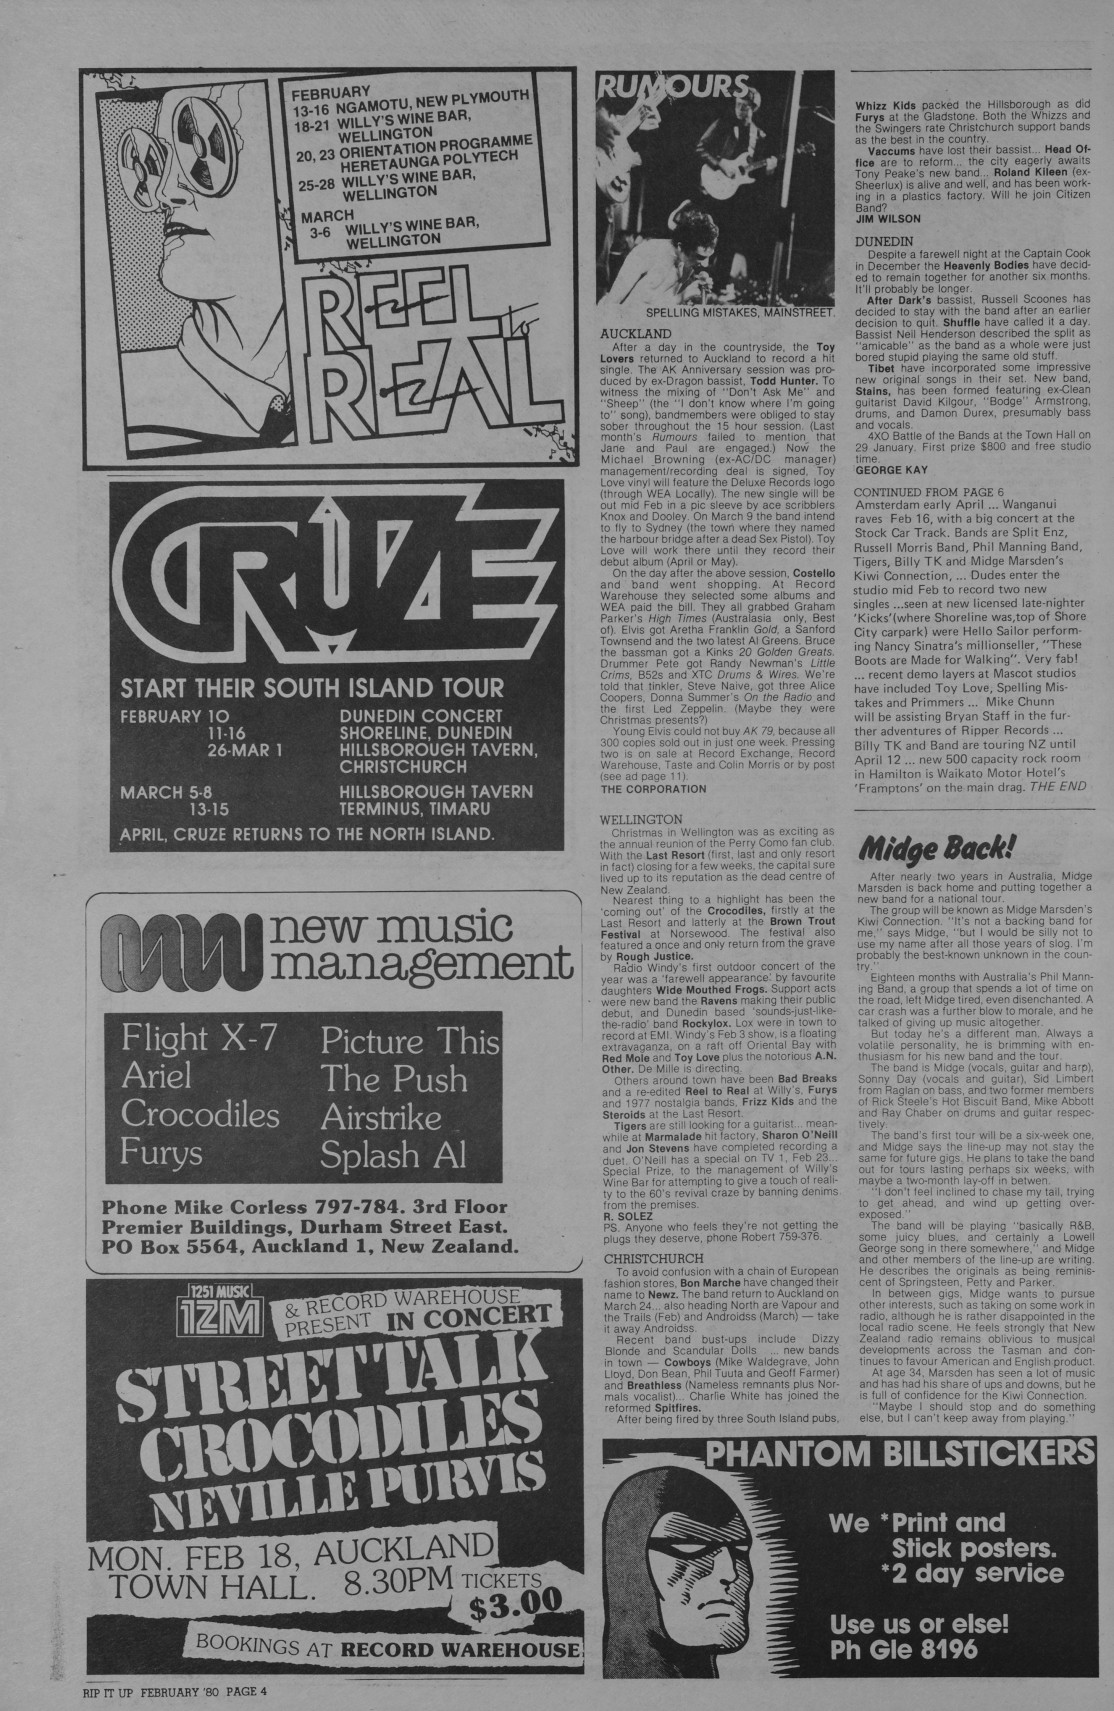 FEBRUARY
13-16 NGAMOTU, NEW PLYMOUTH
18-21 WILLY'S WINE BAR,
WELLINGTON
20, 23 ORIENTATION PROGRAMME
HERETAUNGA POLYTECH
25-28 WILLY'S WINE BAR,
WELLINGTON
MARCH
3-6 WILLY'S WINE BAR,
WELLINGTON
REEL
to
REAL
CRUZE
START THEIR SOUTH ISLAND TOUR
FEBRUARY 10 DUNEDIN CONCERT
11-16 SHORELINE, DUNEDIN
26-MAR 1 HILLSBOROUGH TAVERN,
CHRISTCHURCH
MARCH 5-8 HILLSBOROUGH TAVERN
13-15 TERMINUS, TIMARU
APRIL, CRUZE RETURNS TO THE NORTH ISLAND.
new music
management
Flight X-7 Picture This
Ariel The Push
Crocodiles Airstrike
Furys Splash Al
Phone Mike Corless 797-784. 3rd Floor
Premier Buildings, Durham Street East.
PO Box 5564, Auckland 1, New Zealand.
1251 MUSIC
1ZM
& RECORD WAREHOUSE
PRESENT IN CONCERT
STREET TALK
CROCODILES
NEVILLE PURVIS
MON. FEB 18, AUCKLAND
TOWN HALL. 8.30PM TICKETS
$3.00
BOOKINGS AT RECORD WAREHOUSE
RIP IT UP FEBRUARY '80 PAGE 4
RUMOURS
SPELLING MISTAKES, MAINSTREET.
AUCKLAND
After a day in the countryside, the Toy
Lovers returned to Auckland to record a hit
single. The AK Anniversary session was pro-
duced by ex-Dragon bassist, Todd Hunter. To
witness the mixing of "Don't Ask Me" and
"Sheep" (the "I don't know where I'm going
to" song), bandmembers were obliged to stay
sober throughout the 15 hour session. (Last
month's Rumours failed to mention that
Jane and Paul are engaged.) Now the
Michael Browning (ex-AC/DC manager)
management/recording deal is signed, Toy
Love vinyl will feature the Deluxe Records logo
(through WEA Locally). The new single will be
out mid Feb in a pic sleeve by ace scribblers
Knox and Dooley. On March 9 the band intend
to fly to Sydney (the town where they named
the harbour bridge after a dead Sex Pistol). Toy
Love will work there until they record their
debut album (April or May).
On the day after the above session, Costello
and band went shopping. At Record
Warehouse they selected some albums and
WEA paid the bill. They all grabbed Graham
Parker's High Times (Australasia only, Best
of). Elvis got Aretha Franklin Gold, a Sanford
Townsend and the two latest Al Greens. Bruce
the bassman got a Kinks 20 Golden Greats.
Drummer Pete got Randy Newman's Little
Crims, B52s and XTC Drums & Wires. We're
told that tinkler, Steve Naive, got three Alice
Coopers, Donna Summer's On the Radio and
the first Led Zeppelin. (Maybe they were
Christmas presents?)
Young Elvis could not buy AK 79, because all
300 copies sold out in just one week. Pressing
two is on sale at Record Exchange, Record
Warehouse, Taste and Colin Morris or by post
(see ad page 11).
THE CORPORATION
WELLINGTON
Christmas in Wellington was as exciting as
the annual reunion of the Perry Como fan club.
With the Last Resort (first, last and only resort
in fact) closing for a few weeks, the capital sure
lived up to its reputation as the dead centre of
New Zealand.
Nearest thing to a highlight has been the
'coming out' of the Crocodiles, firstly at the
Last Resort and latterly at the Brown Trout
Festival at Norsewood. The festival also
featured a once and only return from the grave
by Rough Justice.
Radio Windy's first outdoor concert of the
year was a 'farewell appearance' by favourite
daughters Wide Mouthed Frogs. Support acts
were new band the Ravens making their public
debut, and Dunedin based 'sounds-just-like-
the-radio' band Rockylox. Lox were in town to
record at EMI. Windy's Feb 3 show, is a floating
extravaganza, on a raft off Oriental Bay with
Red Mole and Toy Love plus the notorious A.N.
Other. De Mille is directing.
Others around town have been Bad Breaks
and a re-edited Reel to Real at Willy's, Furys
and 1977 nostalgia bands, Frizz Kids and the
Steroids at the Last Resort.
Tigers are still looking for a guitarist... mean-
while at Marmalade hit factory, Sharon O'Neill
and Jon Stevens have completed recording a
duet. O'Neill has a special on TV 1, Feb 23...
Special Prize, to the management of Willy's
Wine Bar for attempting to give a touch of reali-
ty to the 60's revival craze by banning denims
from the premises.
R. SOLEZ
PS. Anyone who feels they're not getting the
plugs they deserve, phone Robert 759-376.
CHRISTCHURCH
To avoid confusion with a chain of European
fashion stores, Bon Marche have changed their
name to Newz. The band return to Auckland on
March 24... also heading North are Vapour and
the Trails (Feb) and Androidss (March) — take
it away Androidss.
Recent band bust-ups include Dizzy
Blonde and Scandular Dolls ... new bands
in town — Cowboys (Mike Waldegrave, John
Lloyd, Don Bean, Phil Tuuta and Geoff Farmer)
and Breathless (Nameless remnants plus Nor-
mals vocalist)... Charlie White has joined the
reformed Spitfires.
After being fired by three South Island pubs,
Whizz Kids packed the Hillsborough as did
Furys at the Gladstone. Both the Whizzs and
the Swingers rate Christchurch support bands
as the best in the country.
Vaccums have lost their bassist... Head Of-
fice are to reform... the city eagerly awaits
Tony Peake's new band... Roland Kileen (ex-
Sheerlux) is alive and well, and has been work-
ing in a plastics factory. Will he join Citizen
Band?
JIM WILSON
DUNEDIN
Despite a farewell night at the Captain Cook
in December the Heavenly Bodies have decid-
ed to remain together for another six months.
It'll probably be longer.
After Dark's bassist, Russell Scoones has
decided to stay with the band after an earlier
decision to quit. Shuffle have called it a day.
Bassist Neil Henderson described the split as
"amicable" as the band as a whole were just
bored stupid playing the same old stuff.
Tibet have incorporated some impressive
new original songs in their set. New band,
Stains, has been formed featuring ex-Clean
guitarist David Kilgour, "Bodge" Armstrong,
drums, and Damon Durex, presumably bass
and vocals.
4XO Battle of the Bands at the Town Hall on
29 January. First prize $800 and free studio
time.
GEORGE KAY
CONTINUED FROM PAGE 6
Amsterdam early April ... Wanganui
raves Feb 16, with a big concert at the
Stock Car Track. Bands are Split Enz,
Russell Morris Band, Phil Manning Band,
Tigers, Billy TK and Midge Marsden's
Kiwi Connection, ... Dudes enter the
studio mid Feb to record two new
singles ...seen at new licensed late-nighter
'Kicks'(where Shoreline was,top of Shore
City carpark) were Hello Sailor perform-
ing Nancy Sinatra's millionseller, "These
Boots are Made for Walking". Very fab!
... recent demo layers at Mascot studios
have included Toy Love, Spelling Mis-
takes and Primmers ... Mike Chunn
will be assisting Bryan Staff in the fur-
ther adventures of Ripper Records ...
Billy TK and Band are touring NZ until
April 12 ... new 500 capacity rock room
in Hamilton is Waikato Motor Hotel's
'Framptons' on the main drag. THE END
Midge Back!
After nearly two years in Australia, Midge
Marsden is back home and putting together a
new band for a national tour.
The group will be known as Midge Marsden's
Kiwi Connection. "It's not a backing band for
me," says Midge, "but I would be silly not to
use my name after all those years of slog. I'm
probably the best-known unknown in the coun-
try."
Eighteen months with Australia's Phil Mann-
ing Band, a group that spends a lot of time on
the road, left Midge tired, even disenchanted. A
car crash was a further blow to morale, and he
talked of giving up music altogether.
But today he's a different man. Always a
volatile personality, he is brimming with en-
thusiasm for his new band and the tour.
The band is Midge (vocals, guitar and harp),
Sonny Day (vocals and guitar), Sid Limbert
from Raglan on bass, and two former members
of Rick Steele's Hot Biscuit Band, Mike Abbott
and Ray Chaber on drums and guitar respec-
tively.
The band's first tour will be a six-week one,
and Midge says the line-up may not stay the
same for future gigs. He plans to take the band
out for tours lasting perhaps six weeks, with
maybe a two-month lay-off in betwen.
"I don't feel inclined to chase my tail, trying
to get ahead, and wind up getting over-
exposed."
The band will be playing "basically R&B,
some juicy blues, and certainly a Lowell
George song in there somewhere," and Midge
and other members of the line-up are writing.
He describes the originals as being reminis-
cent of Springsteen, Petty and Parker.
In between gigs, Midge wants to pursue
other interests, such as taking on some work in
radio, although he is rather disappointed in the
local radio scene. He feels strongly that New
Zealand radio remains oblivious to musical
developments across the Tasman and con-
tinues to favour American and English product.
At age 34, Marsden has seen a lot of music
and has had his share of ups and downs, but he
is full of confidence for the Kiwi Connection.
"Maybe I should stop and do something
else, but I can't keep away from playing."
PHANTOM BILLSTICKERS
We *Print and
Stick posters.
*2 day service
Use us or else!
Ph Gle 8196